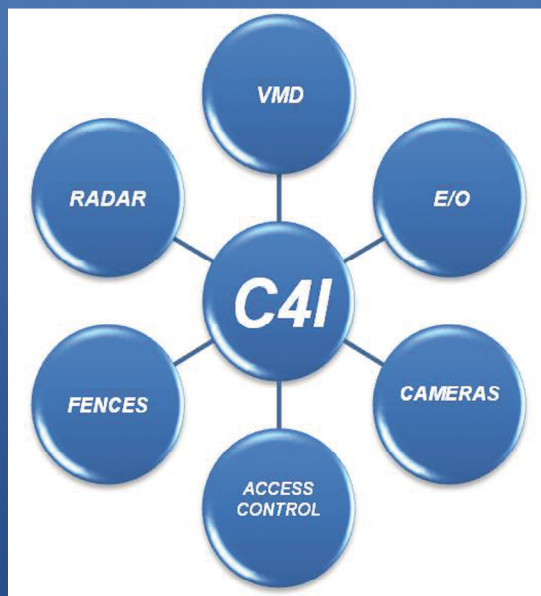 VMD
RADAR
E/O
C4I
FENCES
CAMERAS
ACCESS
CONTROL